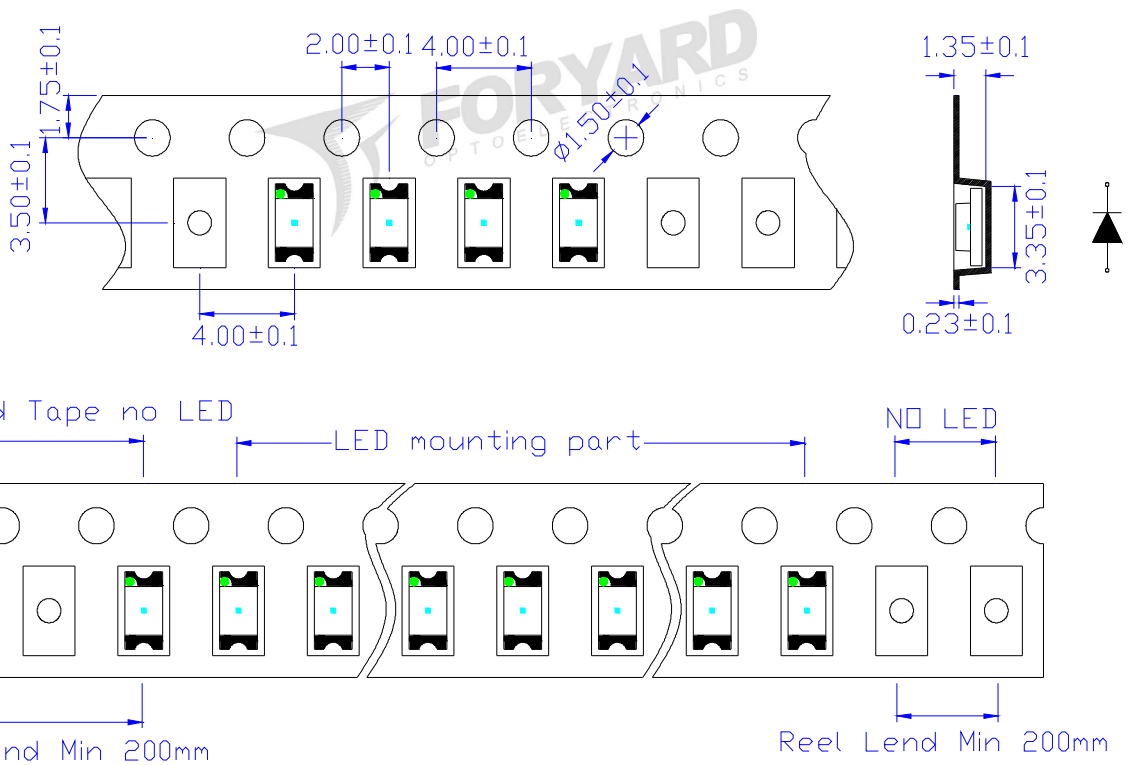 FORYARD
OPTOELECTRONICS
2.00±0.1
4.00±0.1
1.35±0.1
1.75±0.1
Ø1.50±0.1
3.50±0.1
3.35±0.1
0.23±0.1
4.00±0.1
Tape no LED
NO LED
LED mounting part
Min 200mm
Reel Lend Min 200mm